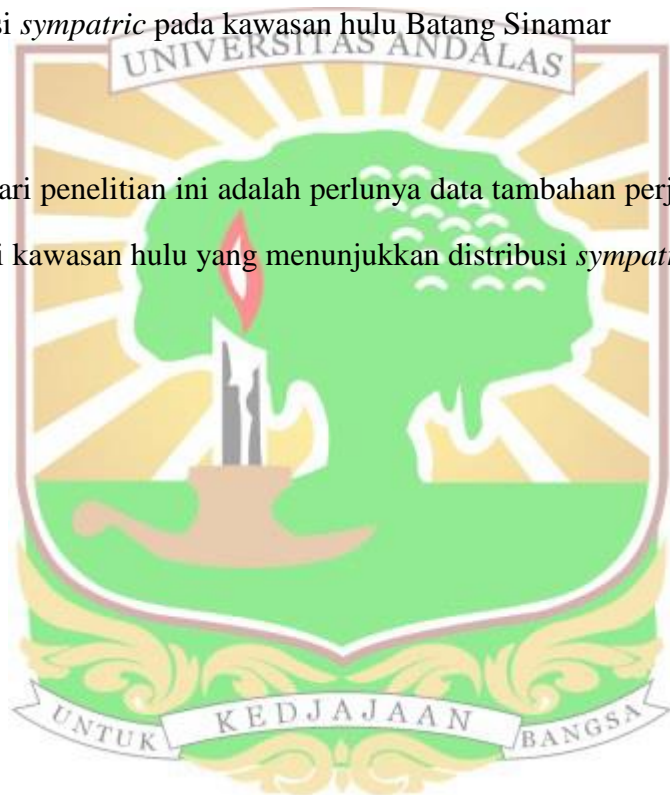 si sympatric pada kawasan hulu Batang Sinamar
UNIVERSITAS ANDALAS
ari penelitian ini adalah perlunya data tambahan perj
i kawasan hulu yang menunjukkan distribusi sympatr
UNTUK KEDJAJAAN BANGSA